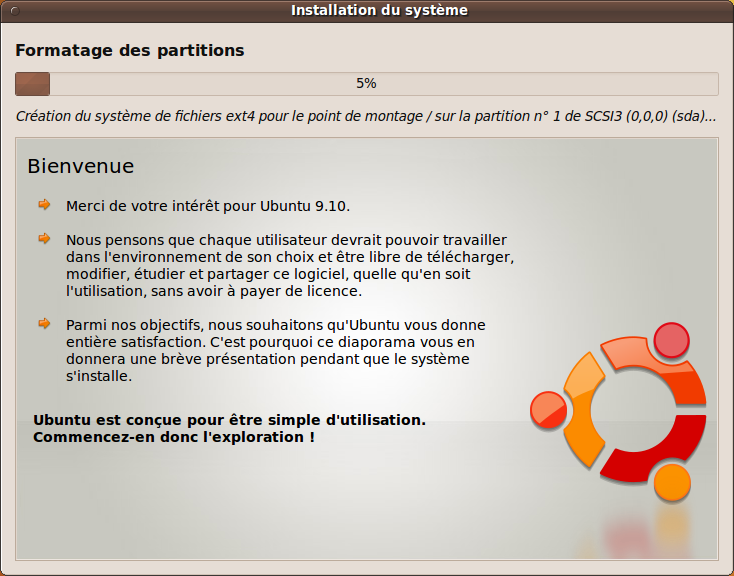 Installation du système
Formatage des partitions
5%
Création du système de fichiers ext4 pour le point de montage / sur la partition n° 1 de SCSI3 (0,0,0) (sda)...
Bienvenue
Merci de votre intérêt pour Ubuntu 9.10.
Nous pensons que chaque utilisateur devrait pouvoir travailler
dans l'environnement de son choix et être libre de télécharger,
modifier, étudier et partager ce logiciel, quelle qu'en soit
l'utilisation, sans avoir à payer de licence.
Parmi nos objectifs, nous souhaitons qu'Ubuntu vous donne
entière satisfaction. C'est pourquoi ce diaporama vous en
donnera une brève présentation pendant que le système
s'installe.
Ubuntu est conçue pour être simple d'utilisation.
Commencez-en donc l'exploration !